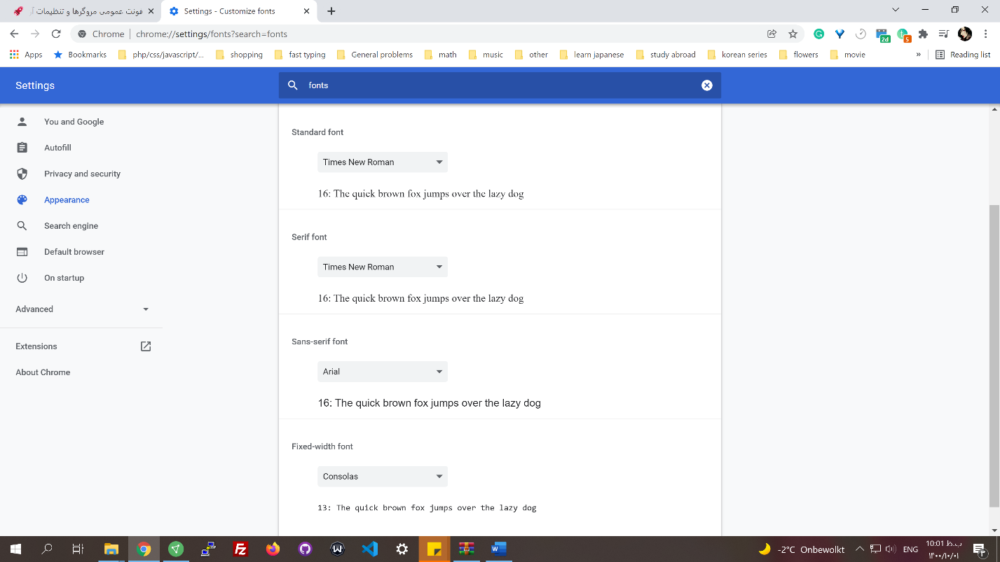 فونت عمومی مروگرها و تنظیمات آر
Settings - Customize fonts
Chrome
chrome://settings/fonts?search=fonts
2d
5
Apps
Bookmarks
php/css/javascript/...
shopping
fast typing
General problems
math
music
other
learn japanese
study abroad
korean series
flowers
movie
»
Reading list
Settings
fonts
You and Google
Autofill
Privacy and security
Appearance
Search engine
Default browser
On startup
Advanced
Extensions
About Chrome
Standard font
Times New Roman
16: The quick brown fox jumps over the lazy dog
Serif font
Times New Roman
16: The quick brown fox jumps over the lazy dog
Sans-serif font
Arial
16: The quick brown fox jumps over the lazy dog
Fixed-width font
Consolas
13: The quick brown fox jumps over the lazy dog
-2°C Onbewolkt
ENG
10:01 ب.ظ
۱۴۰۰/۱۰/۰۱